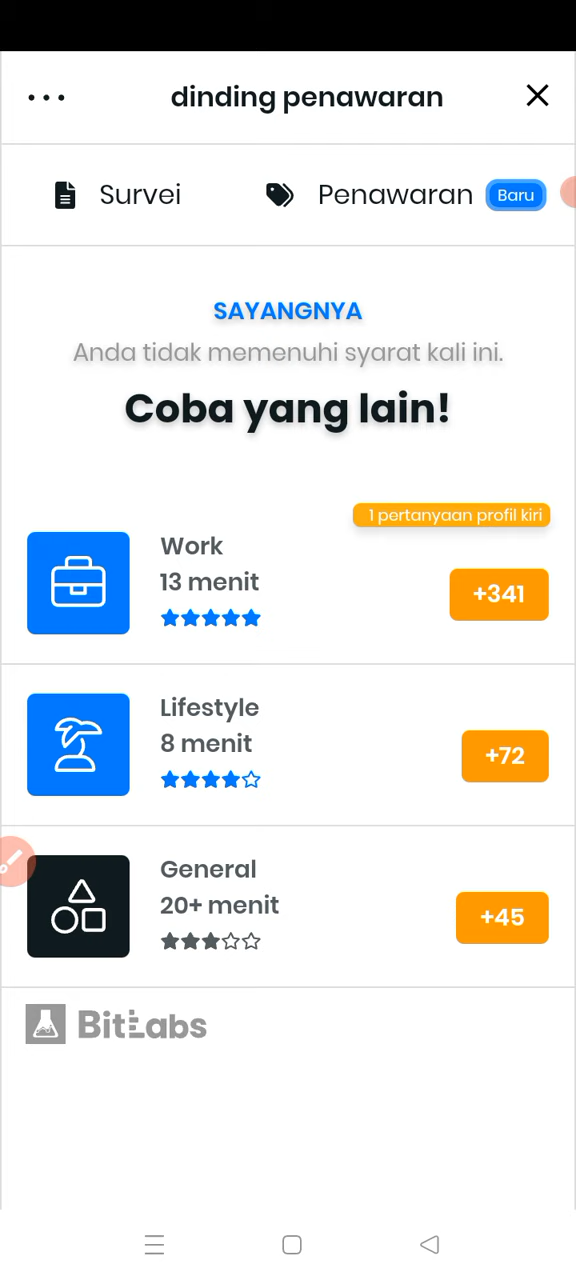 dinding penawaran
Survei
Penawaran Baru
SAYANGNYA
Anda tidak memenuhi syarat kali ini.
Coba yang lain!
1 pertanyaan profil kiri
Work
13 menit
+341
Lifestyle
8 menit
+72
General
20+ menit
+45
BitLabs